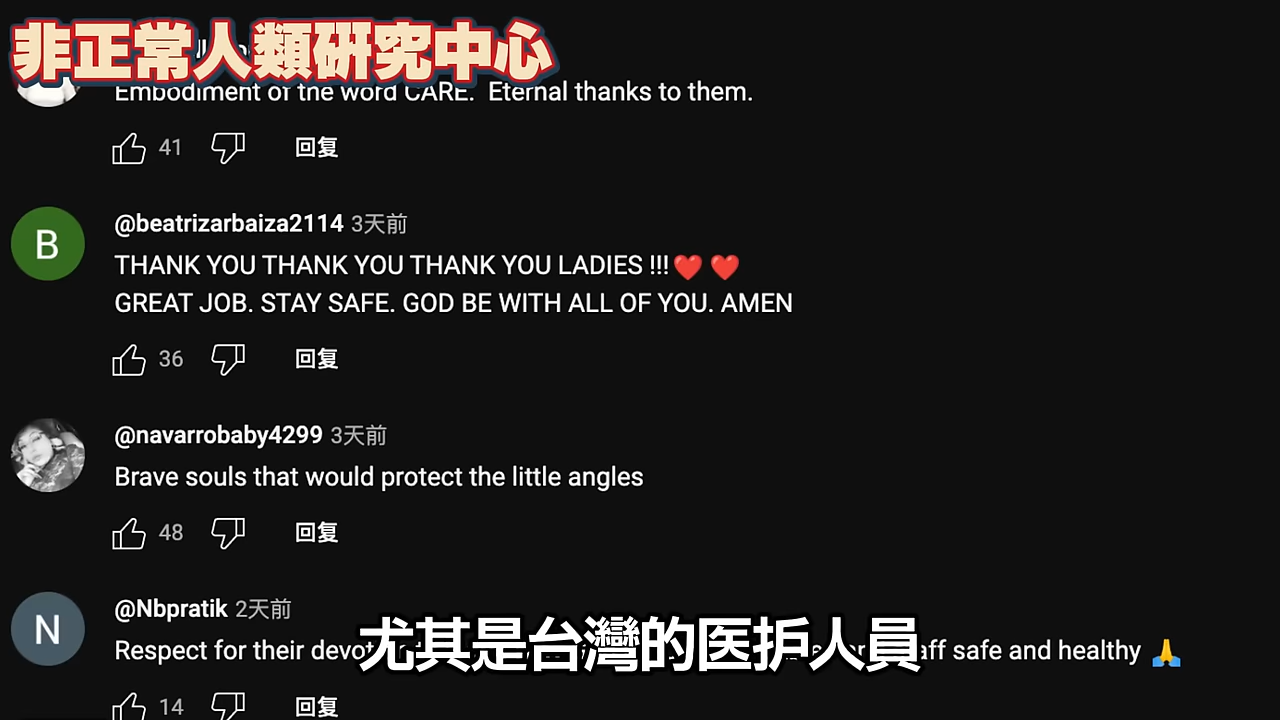 非正常人類研究中心
Embodiment of the word CARE. Eternal thanks to them.
41 回复
@beatrizarbaiza2114 3天前
THANK YOU THANK YOU THANK YOU LADIES !!!❤️ ❤️
GREAT JOB. STAY SAFE. GOD BE WITH ALL OF YOU. AMEN
B
36 回复
@navarrobaby4299 3天前
Brave souls that would protect the little angles
48 回复
@Nbpratik 2天前
N
Respect for their safe and healthy 🙏
尤其是台灣的医护人員
14 回复